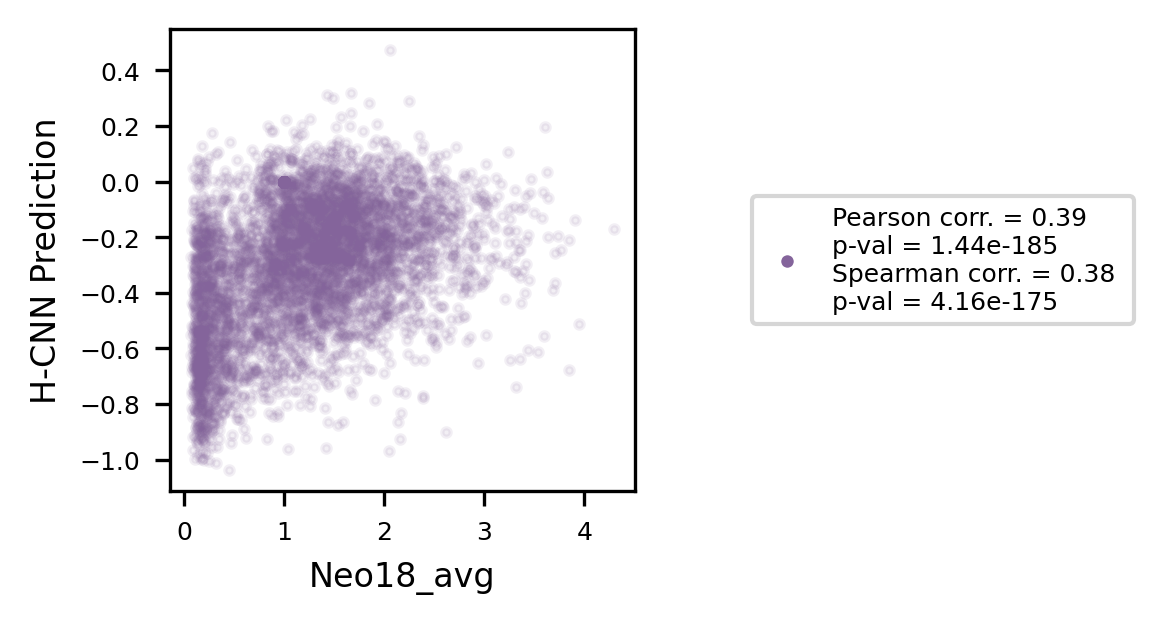 0.4
0.2
0.0
−0.2
−0.4
−0.6
−0.8
−1.0
H-CNN Prediction
0
1
2
3
4
Neo18_avg
Pearson corr. = 0.39
p-val = 1.44e-185
Spearman corr. = 0.38
p-val = 4.16e-175